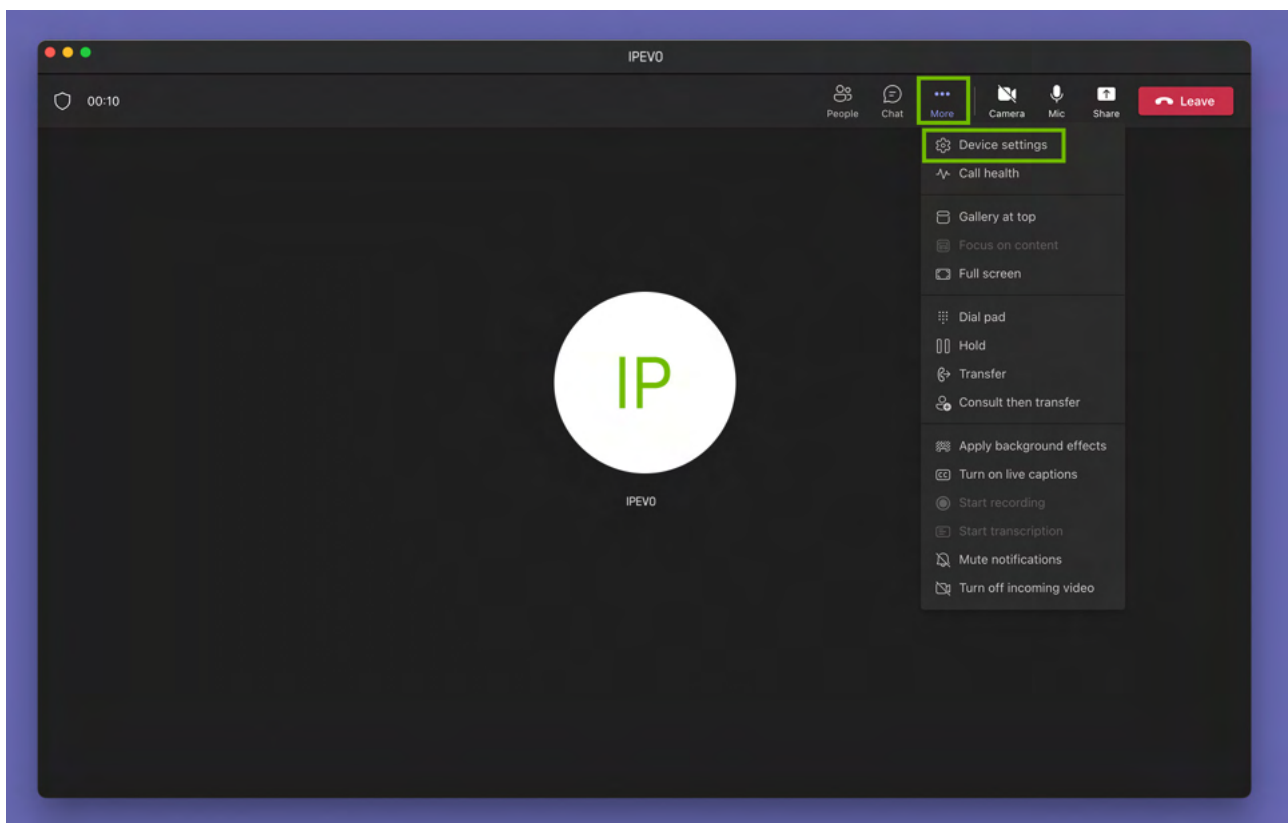 IPEVO
00:10
People Chat More Camera Mic Share Leave
Device settings
Call health
Gallery at top
Focus on content
Full screen
Dial pad
Hold
Transfer
Consult then transfer
Apply background effects
CC Turn on live captions
Start recording
Start transcription
Mute notifications
Turn off incoming video
IP
IPEVO